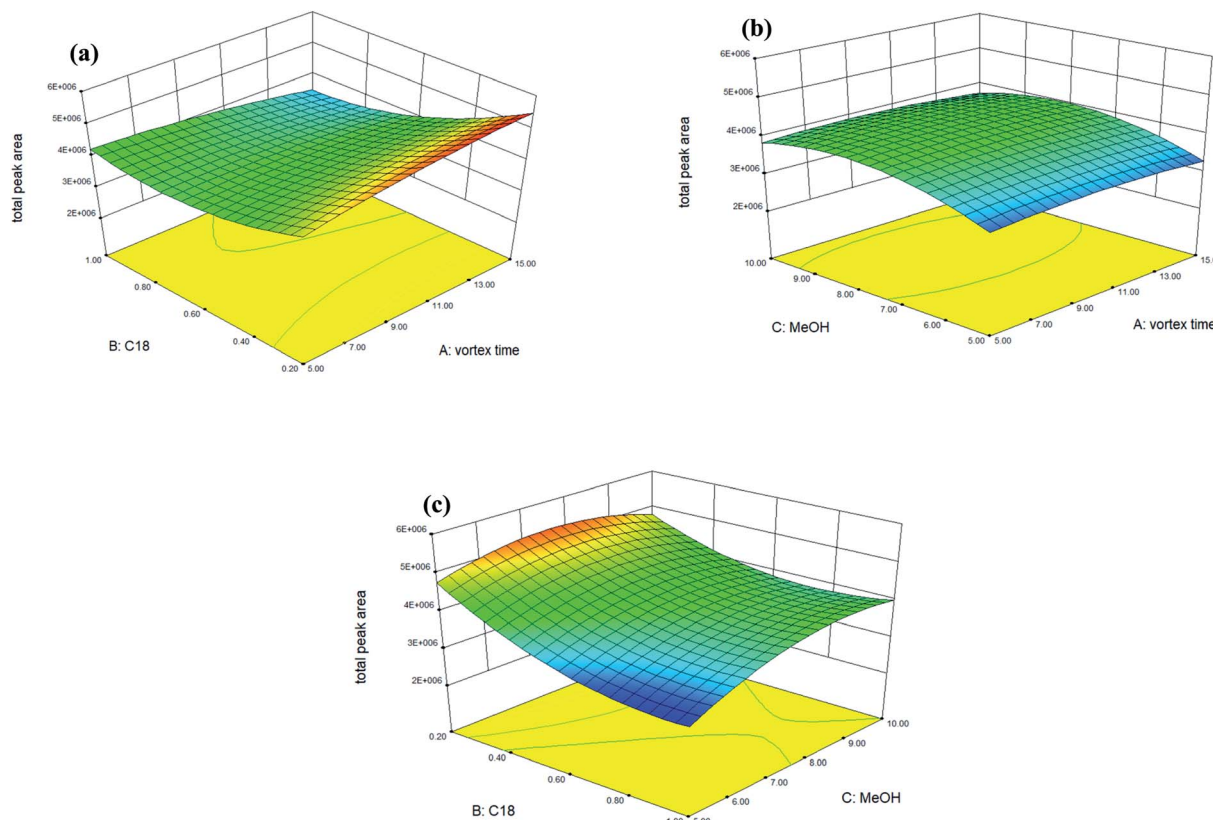 (a)
6E+006
5E+006
4E+006
3E+006
2E+006
total peak area
1.00
0.80
0.60
0.40
0.20
B: C18
5.00
7.00
9.00
11.00
13.00
15.00
A: vortex time
(b)
6E+006
5E+006
4E+006
3E+006
2E+006
total peak area
10.00
9.00
8.00
7.00
6.00
5.00
C: MeOH
5.00
7.00
9.00
11.00
13.00
15.0
A: vortex time
(c)
6E+006
5E+006
4E+006
3E+006
2E+006
total peak area
0.20
0.40
0.60
0.80
B: C18
6.00
7.00
8.00
9.00
10.00
C: MeOH